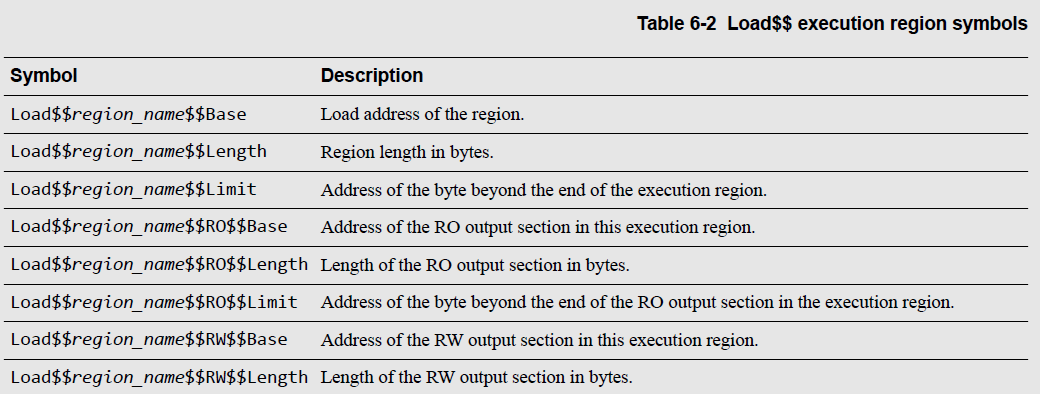 Table 6-2 Load$$ execution region symbols
Symbol Description
Load$$region_name$$Base Load address of the region.
Load$$region_name$$Length Region length in bytes.
Load$$region_name$$Limit Address of the byte beyond the end of the execution region.
Load$$region_name$$RO$$Base Address of the RO output section in this execution region.
Load$$region_name$$RO$$Length Length of the RO output section in bytes.
Load$$region_name$$RO$$Limit Address of the byte beyond the end of the RO output section in the execution region.
Load$$region_name$$RW$$Base Address of the RW output section in this execution region.
Load$$region_name$$RW$$Length Length of the RW output section in bytes.